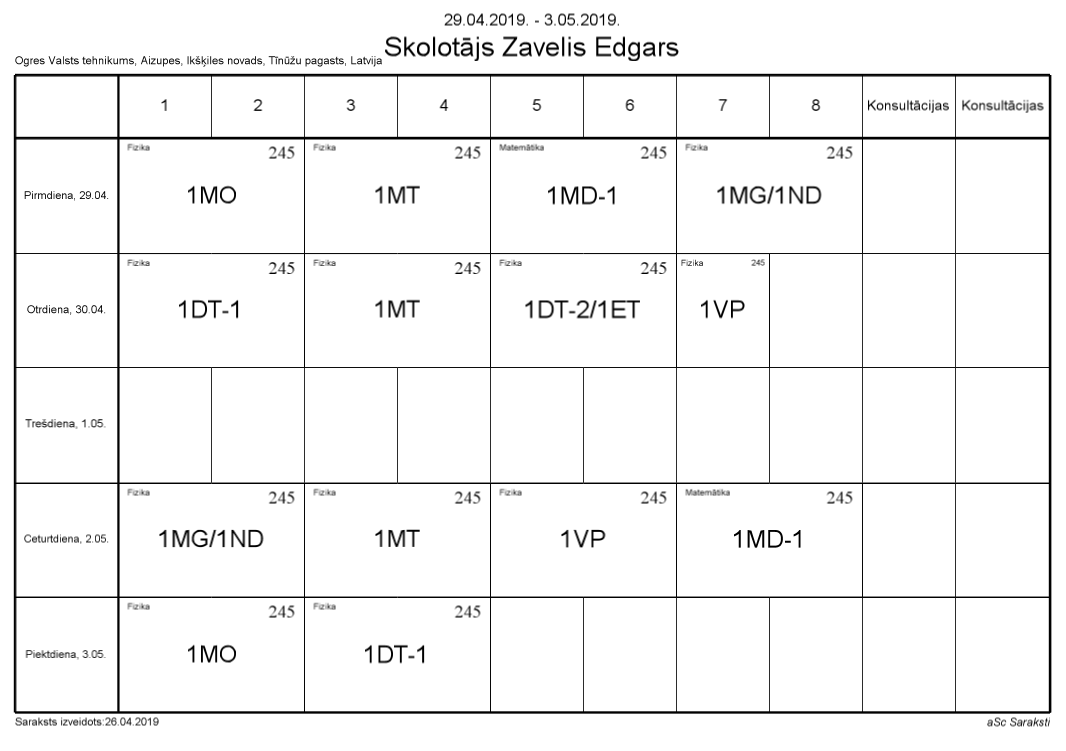 29.04.2019. - 3.05.2019.
Skolotājs Zavelis Edgars
Ogres Valsts tehnikums, Aizupes, Ikšķiles novads, Tīnūžu pagasts, Latvija
1 2 3 4 5 6 7 8 Konsultācijas Konsultācijas
Fizika 245 Fizika 245 Matemātika 245 Fizika 245
Pirmdiena, 29.04. 1MO 1MT 1MD-1 1MG/1ND
Fizika 245 Fizika 245 Fizika 245 Fizika 245
Otrdiena, 30.04. 1DT-1 1MT 1DT-2/1ET 1VP
Trešdiena, 1.05.
Fizika 245 Fizika 245 Fizika 245 Matemātika 245
Ceturtdiena, 2.05. 1MG/1ND 1MT 1VP 1MD-1
Fizika 245 Fizika 245
Piektdiena, 3.05. 1MO 1DT-1
Saraksts izveidots:26.04.2019 aSc Saraksti